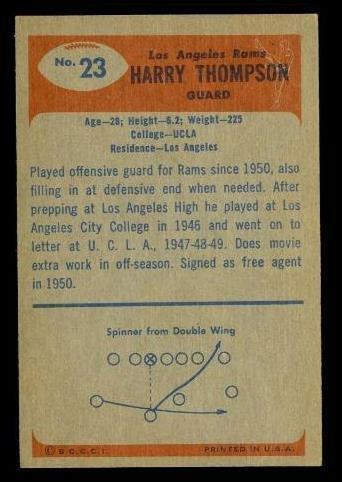 Los Angeles Rams
No. 23 HARRY THOMPSON
GUARD
Age—28; Height—6.2; Weight—225
College—UCLA
Residence—Los Angeles
Played offensive guard for Rams since 1950, also
filling in at defensive end when needed. After
prepping at Los Angeles High he played at Los
Angeles City College in 1946 and went on to
letter at U. C. L. A., 1947-48-49. Does movie
extra work in off-season. Signed as free agent
in 1950.
Spinner from Double Wing
© B.C.C.I. PRINTED IN U.S.A.